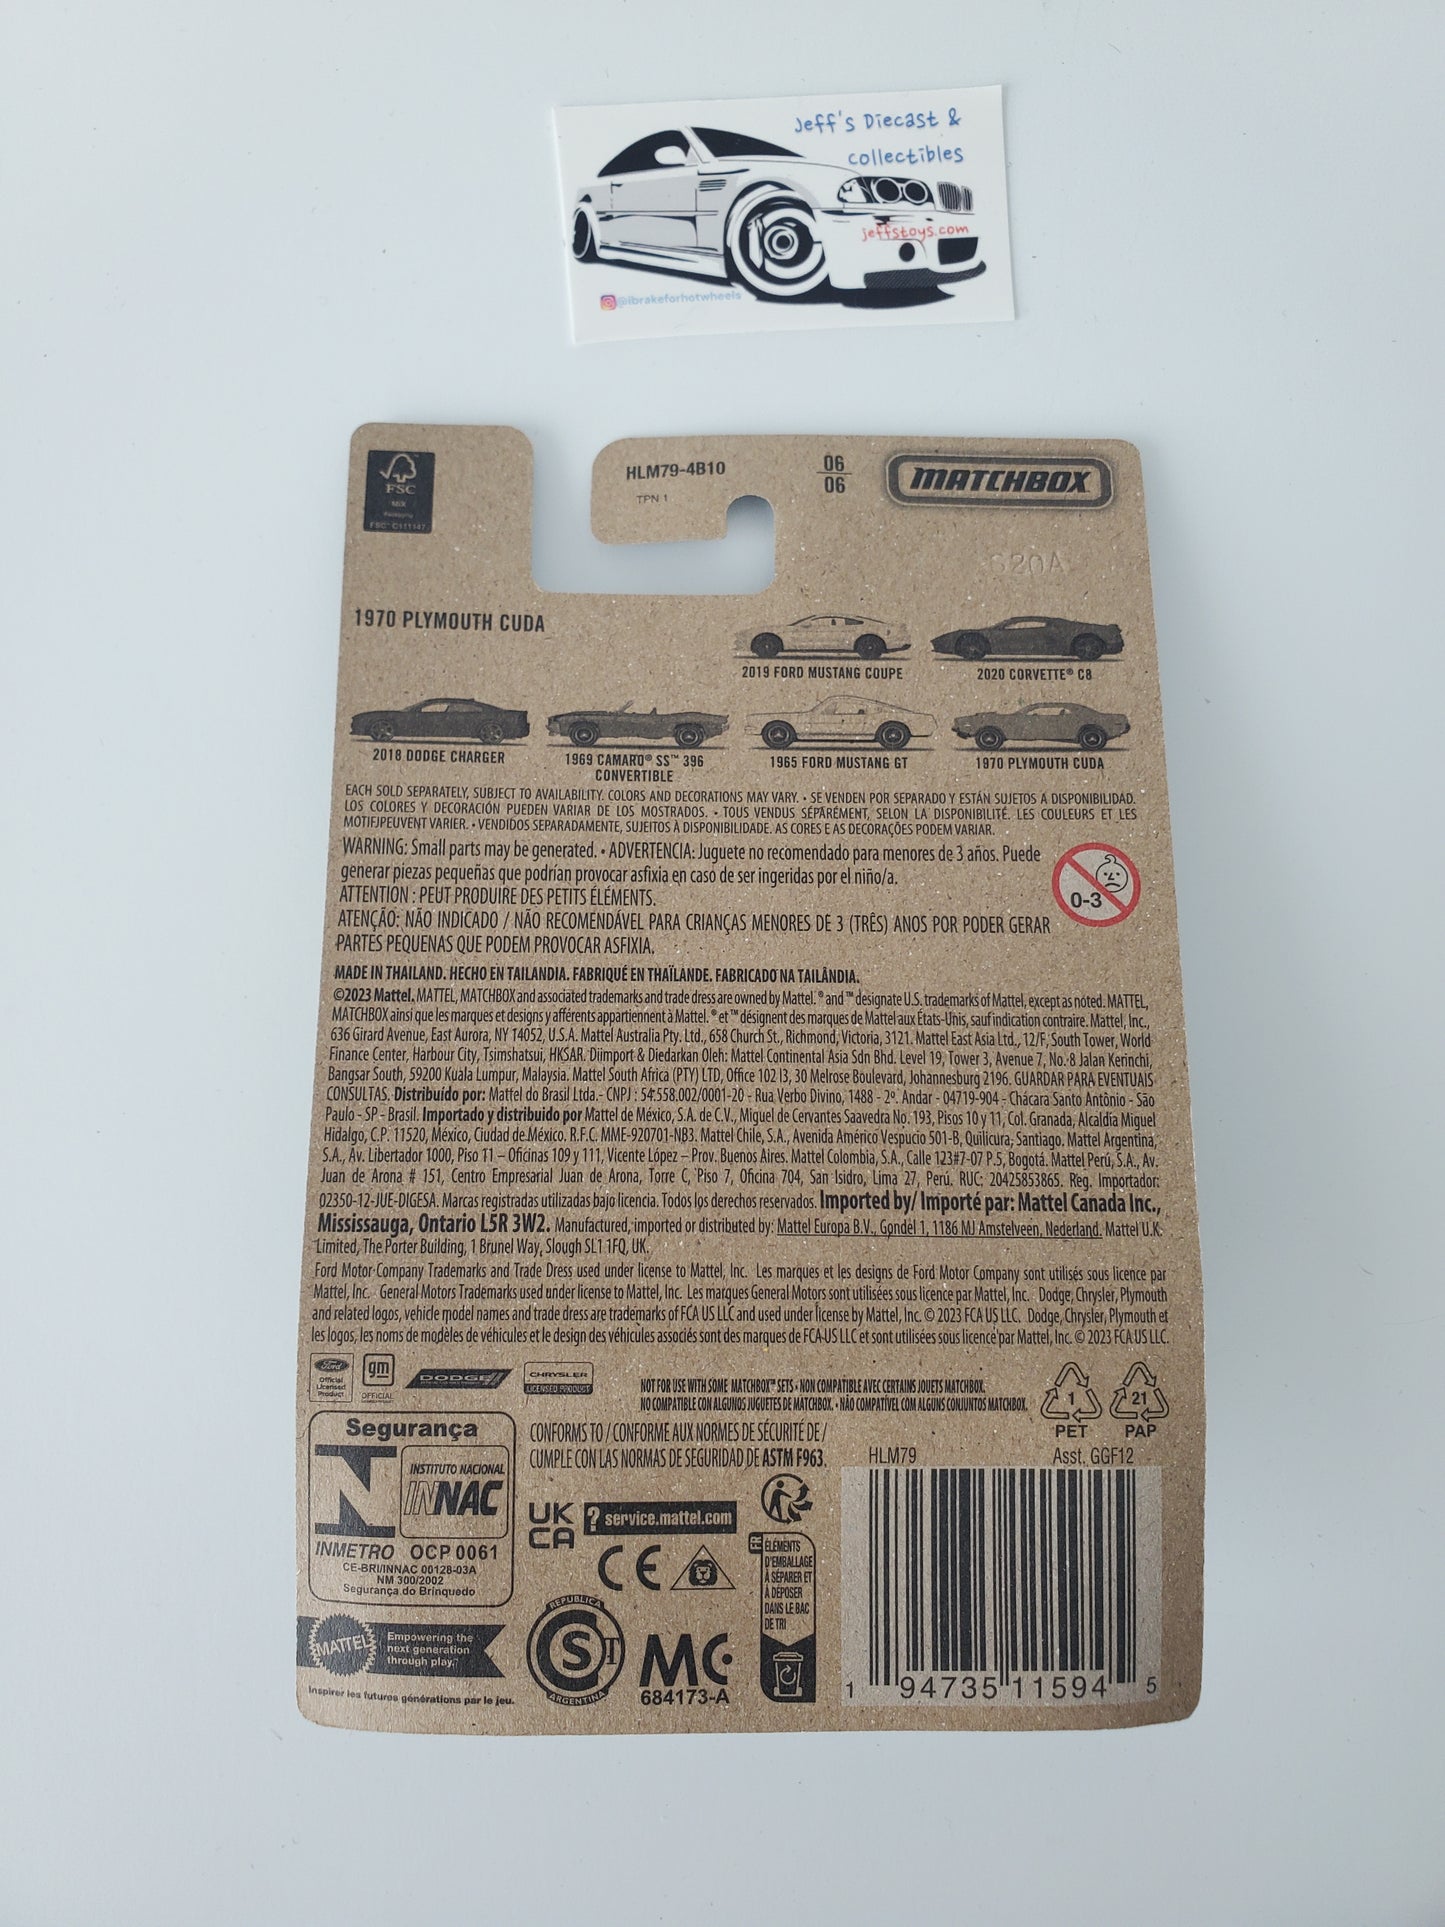 Jeff's Diecast &
collectibles
jeffstoys.com
@ibrakeforhotwheels
FSC
MIX
Packaging
FSC® C111147
HLM79-4B10
TPN 1
06
06
MATCHBOX
S20A
1970 PLYMOUTH CUDA
2019 FORD MUSTANG COUPE
2020 CORVETTE® C8
2018 DODGE CHARGER
1969 CAMARO® SS™ 396
CONVERTIBLE
1965 FORD MUSTANG GT
1970 PLYMOUTH CUDA
EACH SOLD SEPARATELY, SUBJECT TO AVAILABILITY. COLORS AND DECORATIONS MAY VARY. • SE VENDEN POR SEPARADO Y ESTÁN SUJETOS A DISPONIBILIDAD.
LOS COLORES Y DECORACIÓN PUEDEN VARIAR DE LOS MOSTRADOS. • TOUS VENDUS SÉPARÉMENT, SELON LA DISPONIBILITÉ. LES COULEURS ET LES
MOTIFJPEUVENT VARIER. • VENDIDOS SEPARADAMENTE, SUJEITOS À DISPONIBILIDADE. AS CORES E AS DECORAÇÕES PODEM VARIAR.
WARNING: Small parts may be generated. • ADVERTENCIA: Juguete no recomendado para menores de 3 años. Puede
generar piezas pequeñas que podrían provocar asfixia en caso de ser ingeridas por el niño/a.
ATTENTION : PEUT PRODUIRE DES PETITS ÉLÉMENTS.
ATENÇÃO: NÃO INDICADO / NÃO RECOMENDÁVEL PARA CRIANÇAS MENORES DE 3 (TRÊS) ANOS POR PODER GERAR
PARTES PEQUENAS QUE PODEM PROVOCAR ASFIXIA.
0-3
MADE IN THAILAND. HECHO EN TAILANDIA. FABRIQUÉ EN THAÏLANDE. FABRICADO NA TAILÂNDIA.
©2023 Mattel. MATTEL, MATCHBOX and associated trademarks and trade dress are owned by Mattel. ® and ™ designate U.S. trademarks of Mattel, except as noted. MATTEL,
MATCHBOX ainsi que les marques et designs y afférents appartiennent à Mattel. ® et ™ désignent des marques de Mattel aux États-Unis, sauf indication contraire. Mattel, Inc.,
636 Girard Avenue, East Aurora, NY 14052, U.S.A. Mattel Australia Pty. Ltd., 658 Church St., Richmond, Victoria, 3121. Mattel East Asia Ltd., 12/F, South Tower, World
Finance Center, Harbour City, Tsimshatsui, HKSAR. Diimport & Diedarkan Oleh: Mattel Continental Asia Sdn Bhd. Level 19, Tower 3, Avenue 7, No. 8 Jalan Kerinchi,
Bangsar South, 59200 Kuala Lumpur, Malaysia. Mattel South Africa (PTY) LTD, Office 102 I3, 30 Melrose Boulevard, Johannesburg 2196. GUARDAR PARA EVENTUAIS
CONSULTAS. Distribuído por: Mattel do Brasil Ltda.- CNPJ : 54.558.002/0001-20 - Rua Verbo Divino, 1488 - 2º. Andar - 04719-904 - Chácara Santo Antônio - São
Paulo - SP - Brasil. Importado y distribuido por Mattel de México, S.A. de C.V., Miguel de Cervantes Saavedra No. 193, Pisos 10 y 11, Col. Granada, Alcaldía Miguel
Hidalgo, C.P. 11520, México, Ciudad de México. R.F.C. MME-920701-NB3. Mattel Chile, S.A., Avenida Américo Vespucio 501-B, Quilicura, Santiago. Mattel Argentina,
S.A., Av. Libertador 1000, Piso 11 – Oficinas 109 y 111, Vicente López – Prov. Buenos Aires. Mattel Colombia, S.A., Calle 123#7-07 P.5, Bogotá. Mattel Perú, S.A., Av.
Juan de Arona # 151, Centro Empresarial Juan de Arona, Torre C, Piso 7, Oficina 704, San Isidro, Lima 27, Perú. RUC: 20425853865. Reg. Importador:
02350-12-JUE-DIGESA. Marcas registradas utilizadas bajo licencia. Todos los derechos reservados. Imported by/ Importé par: Mattel Canada Inc.,
Mississauga, Ontario L5R 3W2. Manufactured, imported or distributed by: Mattel Europa B.V., Gondel 1, 1186 MJ Amstelveen, Nederland. Mattel U.K.
Limited, The Porter Building, 1 Brunel Way, Slough SL1 1FQ, UK.
Ford Motor Company Trademarks and Trade Dress used under license to Mattel, Inc. Les marques et les designs de Ford Motor Company sont utilisés sous licence par
Mattel, Inc. General Motors Trademarks used under license to Mattel, Inc. Les marques General Motors sont utilisées sous licence par Mattel, Inc. Dodge, Chrysler, Plymouth
and related logos, vehicle model names and trade dress are trademarks of FCA US LLC and used under license by Mattel, Inc. © 2023 FCA US LLC. Dodge, Chrysler, Plymouth et
les logos, les noms de modèles de véhicules et le design des véhicules associés sont des marques de FCA US LLC et sont utilisées sous licence par Mattel, Inc. © 2023 FCA US LLC.
Ford
Official
Licensed
Product
gm
OFFICIAL
DODGE
CHRYSLER
LICENSED PRODUCT
NOT FOR USE WITH SOME MATCHBOX™ SETS • NON COMPATIBLE AVEC CERTAINS JOUETS MATCHBOX.
NO COMPATIBLE CON ALGUNOS JUGUETES DE MATCHBOX. • NÃO COMPATÍVEL COM ALGUNS CONJUNTOS MATCHBOX.
1
PET
21
PAP
Segurança
INSTITUTO NACIONAL
INNAC
INMETRO OCP 0061
CE-BRI/INNAC 00128-03A
NM 300/2002
Segurança do Brinquedo
CONFORMS TO / CONFORME AUX NORMES DE SÉCURITÉ DE /
CUMPLE CON LAS NORMAS DE SEGURIDAD DE ASTM F963.
HLM79
Asst. GGF12
UK
CA
? service.mattel.com
CE
FR
ÉLÉMENTS
D'EMBALLAGE
À SÉPARER ET
À DÉPOSER
DANS LE BAC
DE TRI
MATTEL
Empowering the
next generation
through play.™
Inspirer les futures générations par le jeu.
REPUBLICA
ARGENTINA
MC
684173-A
1 94735 11594 5